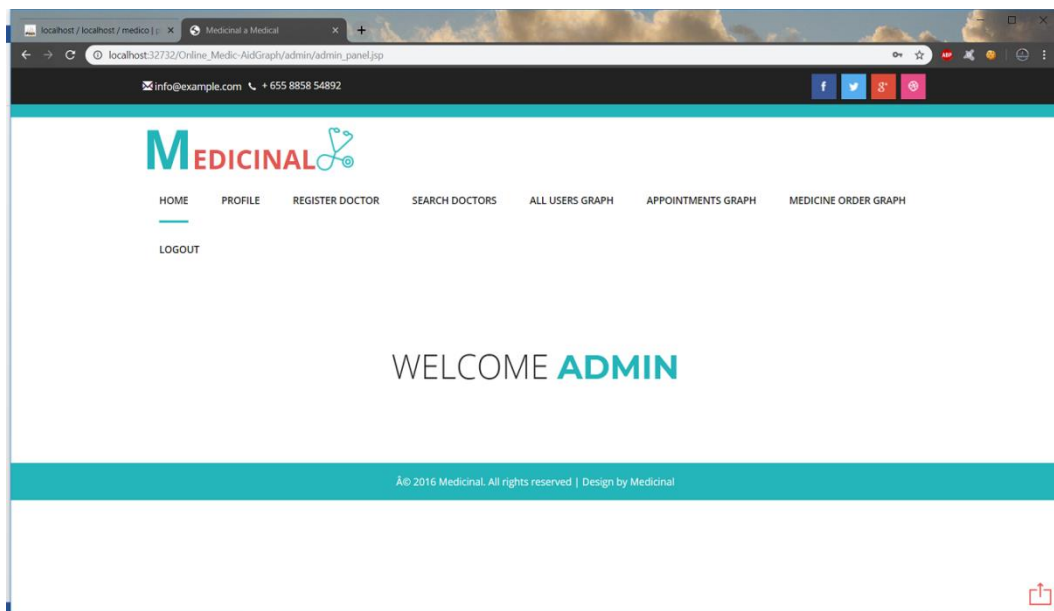 localhost / localhost / medico | p
Medicinal a Medical
localhost:32732/Online_Medic-AidGraph/admin/admin_panel.jsp
ABP
info@example.com + 655 8858 54892
f g+
MEDICINAL
HOME PROFILE REGISTER DOCTOR SEARCH DOCTORS ALL USERS GRAPH APPOINTMENTS GRAPH MEDICINE ORDER GRAPH
LOGOUT
WELCOME ADMIN
Â© 2016 Medicinal. All rights reserved | Design by Medicinal